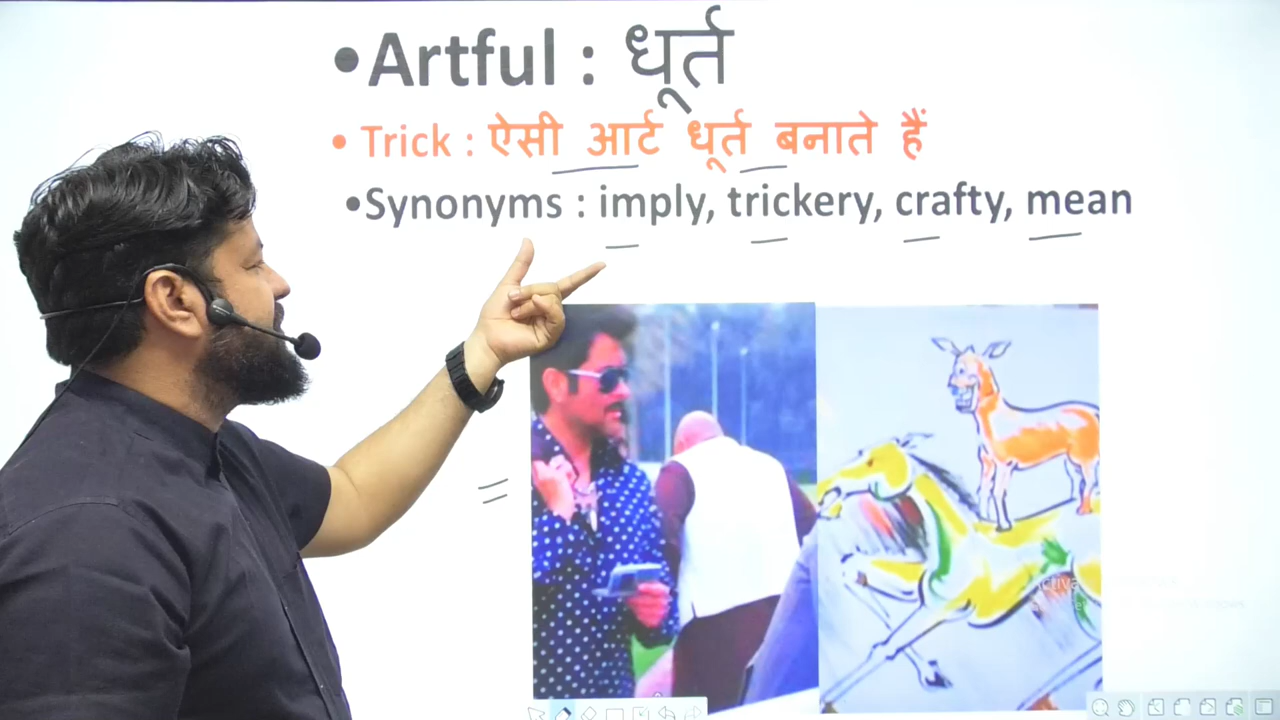 •Artful : धूर्त
• Trick : ऐसी आर्ट धूर्त बनाते हैं
•Synonyms : imply, trickery, crafty, mean
=